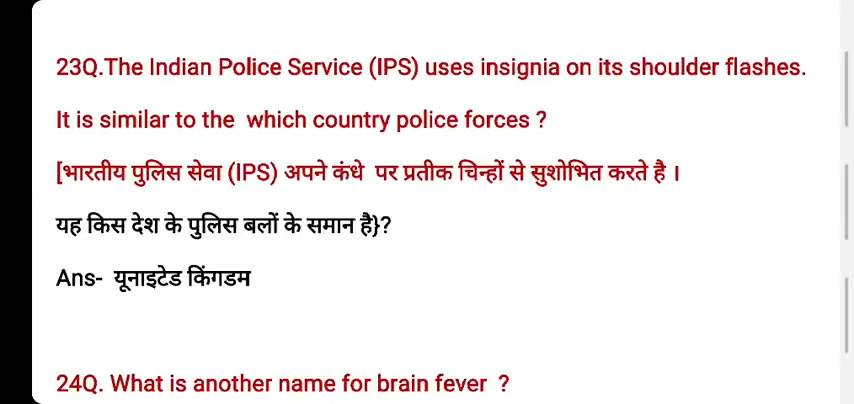 23Q.The Indian Police Service (IPS) uses insignia on its shoulder flashes.
It is similar to the which country police forces ?
[भारतीय पुलिस सेवा (IPS) अपने कंधे पर प्रतीक चिन्हों से सुशोभित करते है ।
यह किस देश के पुलिस बलों के समान है}?
Ans- यूनाइटेड किंगडम
24Q. What is another name for brain fever ?